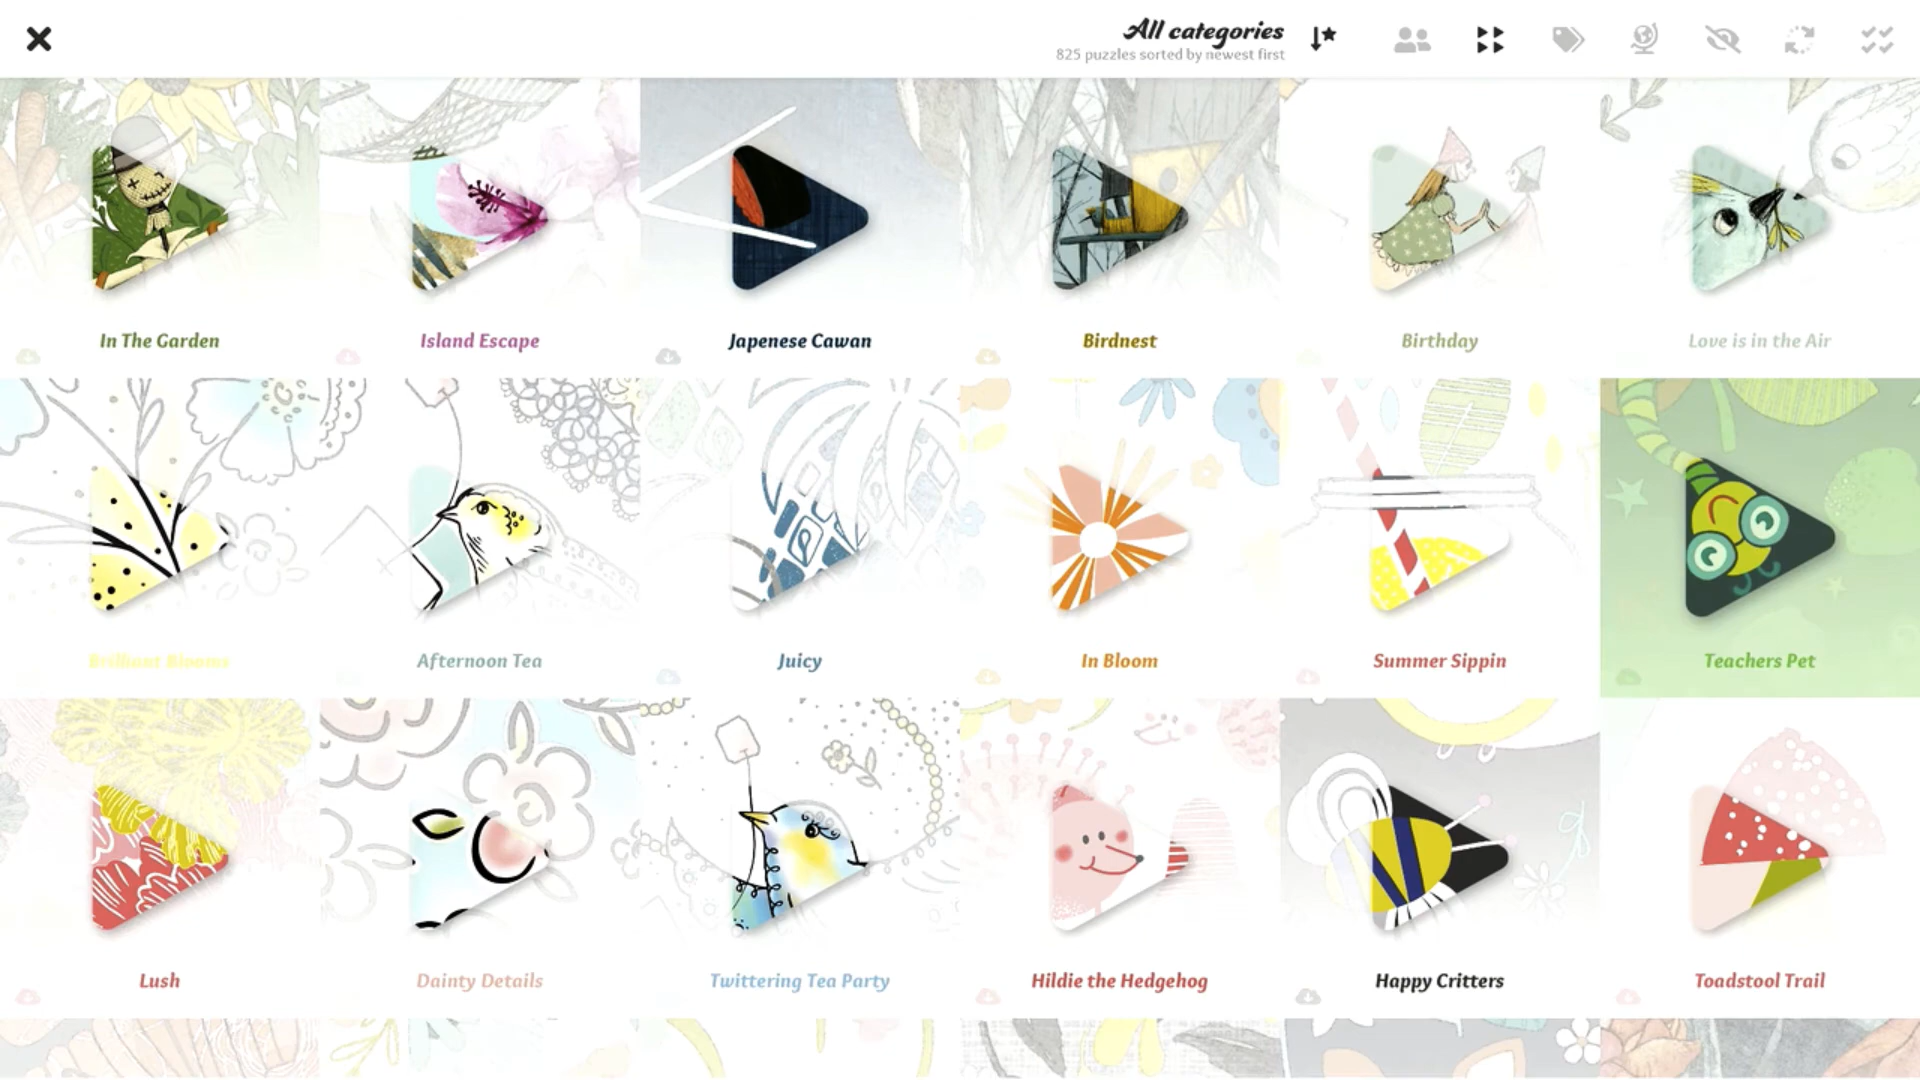 All categories
825 puzzles sorted by newest first
In The Garden
Island Escape
Japenese Cawan
Birdnest
Birthday
Love is in the Air
Brilliant Blooms
Afternoon Tea
Juicy
In Bloom
Summer Sippin
Teachers Pet
Lush
Dainty Details
Twittering Tea Party
Hildie the Hedgehog
Happy Critters
Toadstool Trail